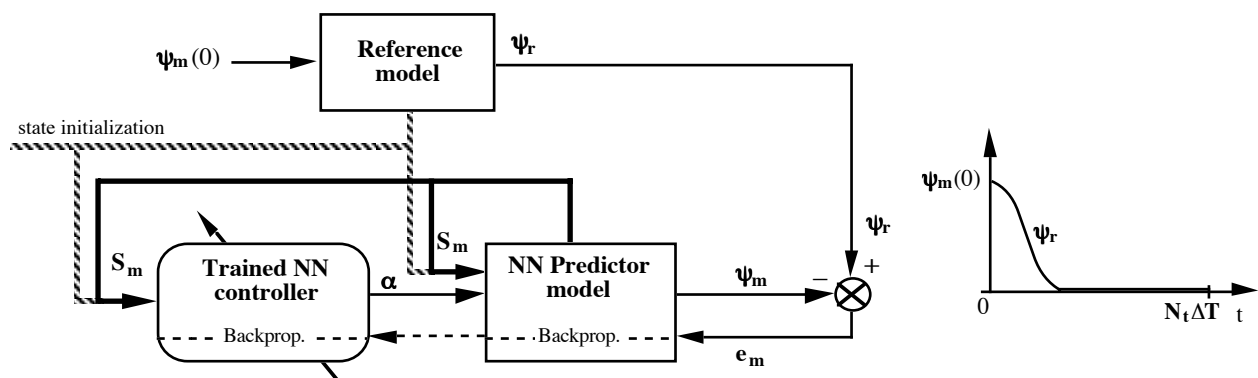 Reference
model
ψm(0)
ψr
state initialization
Sm
Trained NN
controller
Backprop.
α
Sm
NN Predictor
model
Backprop.
ψm
ψr
− +
em
ψm(0)
ψr
0
NtΔT t